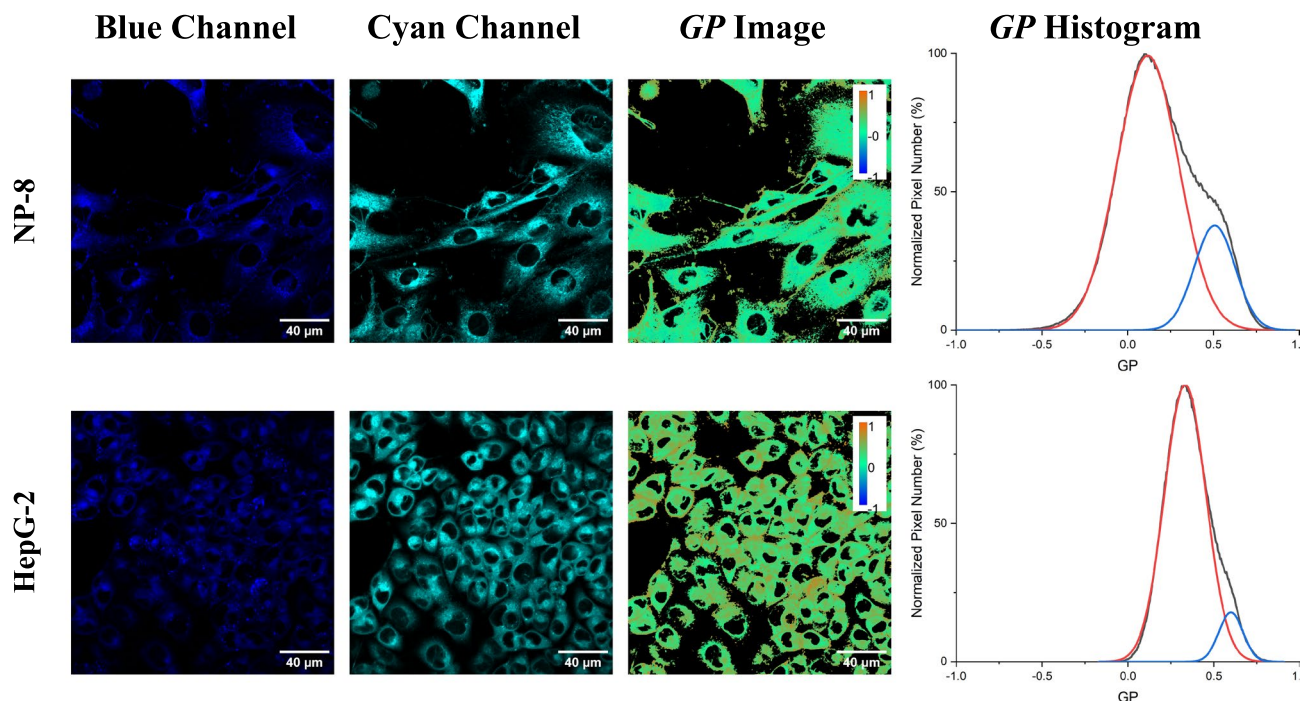 Blue Channel Cyan Channel GP Image GP Histogram
NP-8
40 µm
40 µm
1
-0
-1
40 µm
Normalized Pixel Number (%)
100
50
0
-1.0 -0.5 0.0 0.5 1.
GP
HepG-2
40 µm
40 µm
1
0
-1
40 µm
Normalized Pixel Number (%)
100
50
0
-1.0 -0.5 0.0 0.5 1.
GP